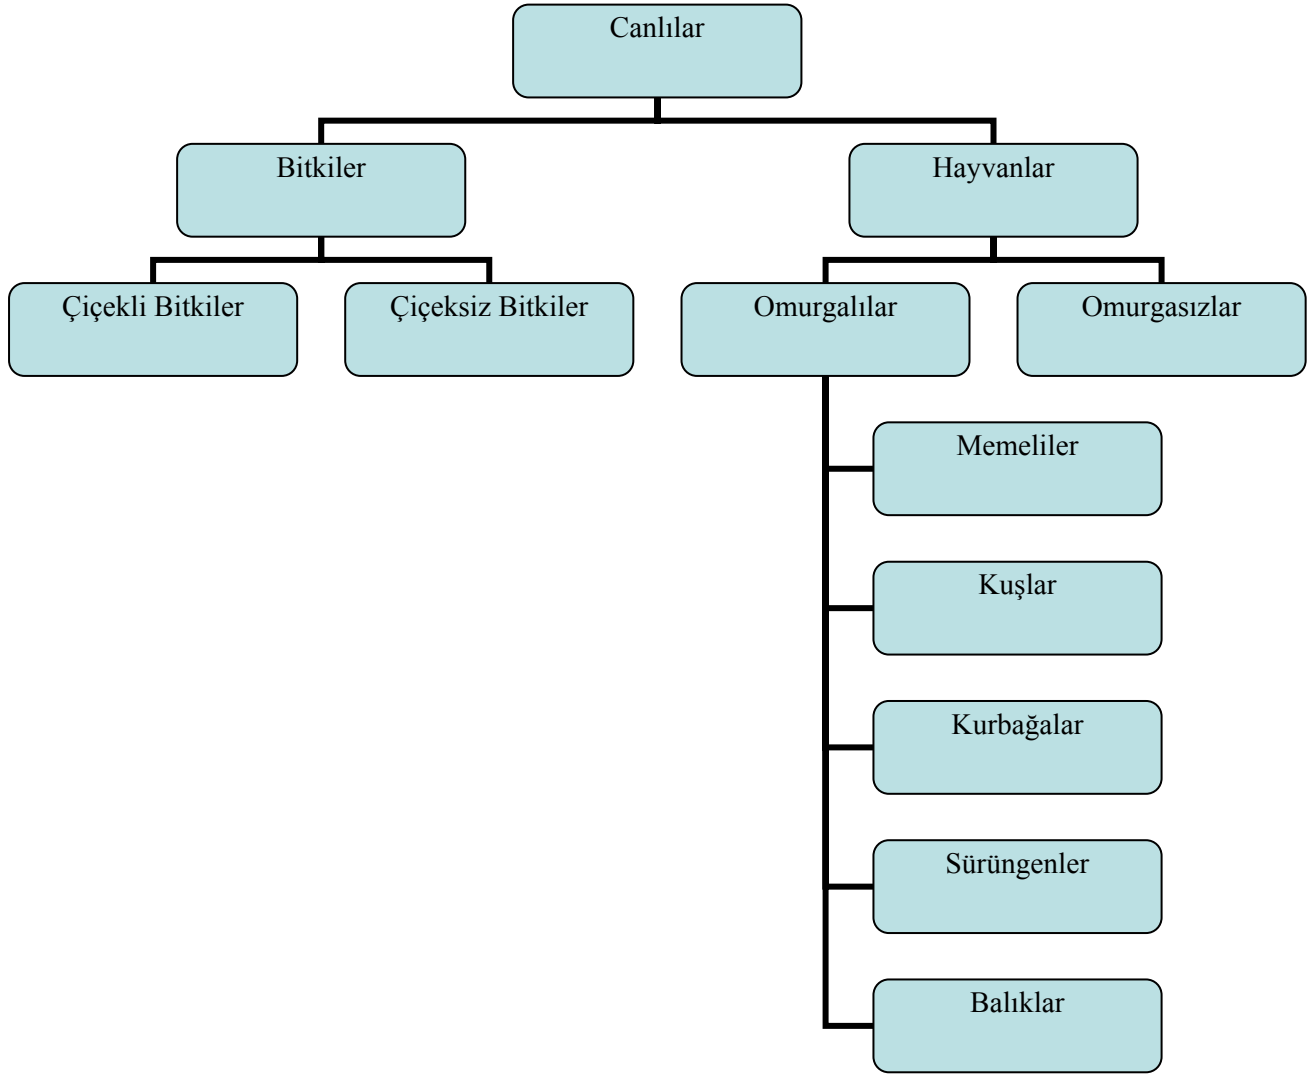 Canlılar
Bitkiler
Hayvanlar
Çiçekli Bitkiler
Çiçeksiz Bitkiler
Omurgalılar
Omurgasızlar
Memeliler
Kuşlar
Kurbağalar
Sürüngenler
Balıklar